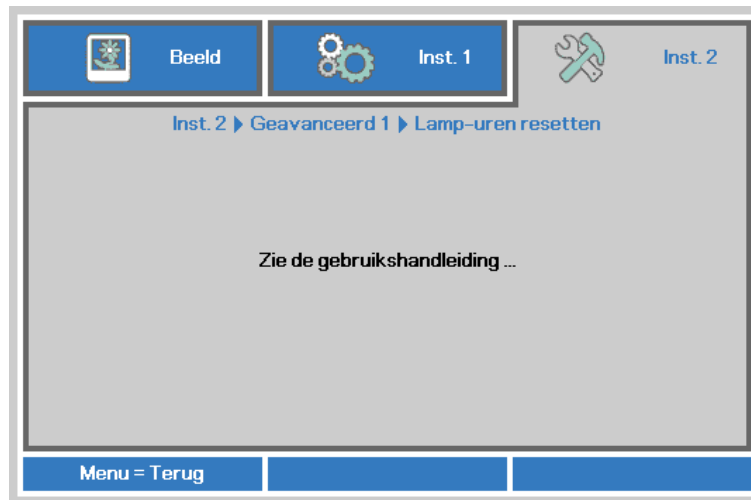 Beeld
Inst. 1
Inst. 2
Inst. 2 ▶ Geavanceerd 1 ▶ Lamp-uren resetten
Zie de gebruikshandleiding ...
Menu = Terug